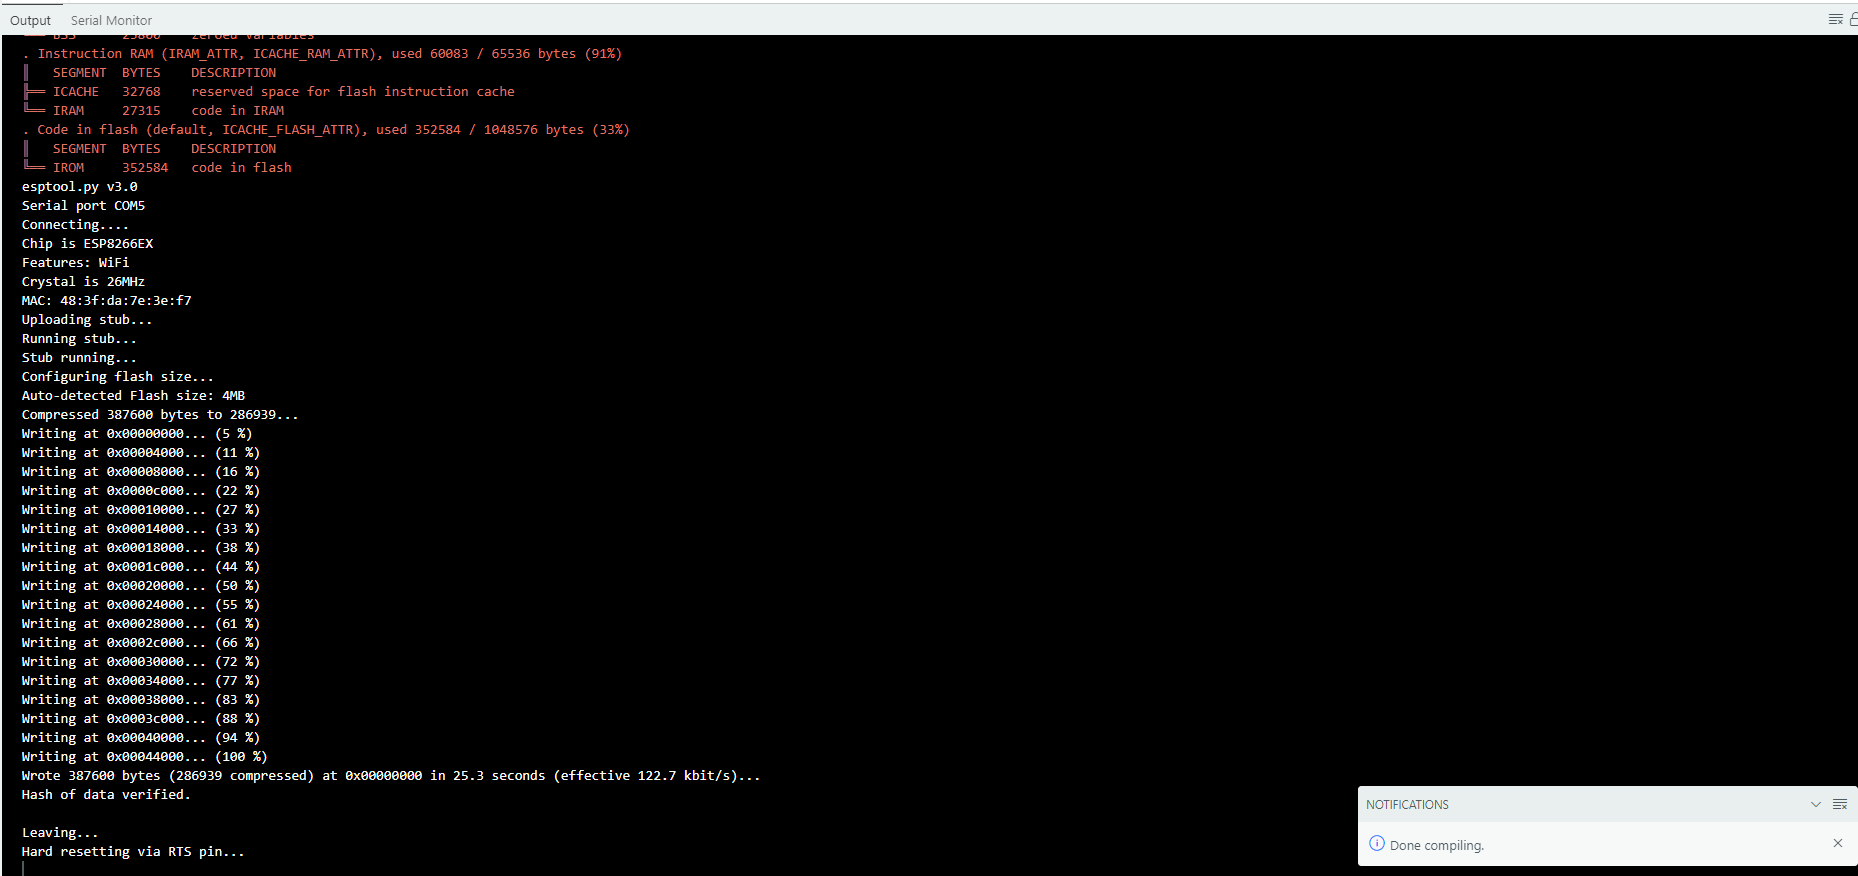 Output Serial Monitor
BSS 25800 zeroed variables
. Instruction RAM (IRAM_ATTR, ICACHE_RAM_ATTR), used 60083 / 65536 bytes (91%)
║ SEGMENT BYTES DESCRIPTION
╠══ ICACHE 32768 reserved space for flash instruction cache
╚══ IRAM 27315 code in IRAM
. Code in flash (default, ICACHE_FLASH_ATTR), used 352584 / 1048576 bytes (33%)
║ SEGMENT BYTES DESCRIPTION
╚══ IROM 352584 code in flash
esptool.py v3.0
Serial port COM5
Connecting....
Chip is ESP8266EX
Features: WiFi
Crystal is 26MHz
MAC: 48:3f:da:7e:3e:f7
Uploading stub...
Running stub...
Stub running...
Configuring flash size...
Auto-detected Flash size: 4MB
Compressed 387600 bytes to 286939...
Writing at 0x00000000... (5 %)
Writing at 0x00004000... (11 %)
Writing at 0x00008000... (16 %)
Writing at 0x0000c000... (22 %)
Writing at 0x00010000... (27 %)
Writing at 0x00014000... (33 %)
Writing at 0x00018000... (38 %)
Writing at 0x0001c000... (44 %)
Writing at 0x00020000... (50 %)
Writing at 0x00024000... (55 %)
Writing at 0x00028000... (61 %)
Writing at 0x0002c000... (66 %)
Writing at 0x00030000... (72 %)
Writing at 0x00034000... (77 %)
Writing at 0x00038000... (83 %)
Writing at 0x0003c000... (88 %)
Writing at 0x00040000... (94 %)
Writing at 0x00044000... (100 %)
Wrote 387600 bytes (286939 compressed) at 0x00000000 in 25.3 seconds (effective 122.7 kbit/s)...
Hash of data verified.
Leaving...
Hard resetting via RTS pin...
NOTIFICATIONS
Done compiling.